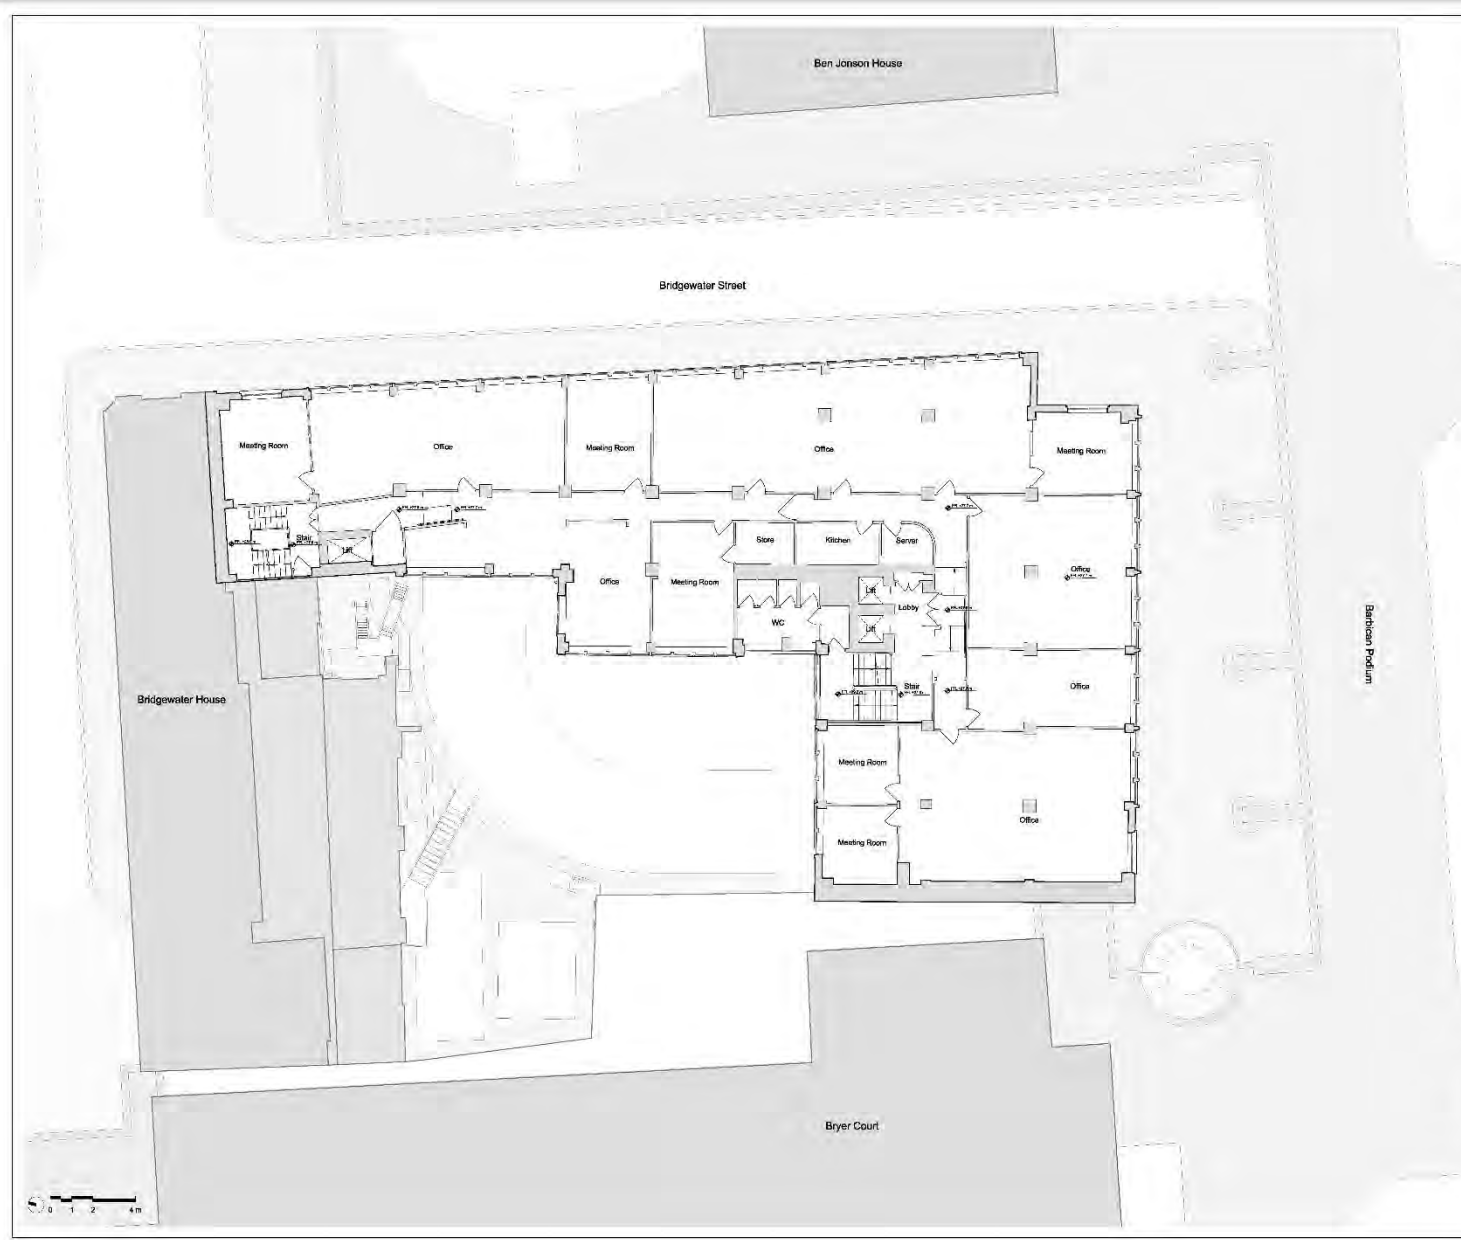 Ben Jonson House
Bridgewater Street
Meeting Room
Office
Meeting Room
Office
Meeting Room
Stair
Lift
Store
Kitchen
Server
Office
Meeting Room
Office
Lift
Lobby
WC
Lift
Barbican Podium
Stair
Office
Bridgewater House
Meeting Room
Office
Meeting Room
Bryer Court
0 1 2 4m